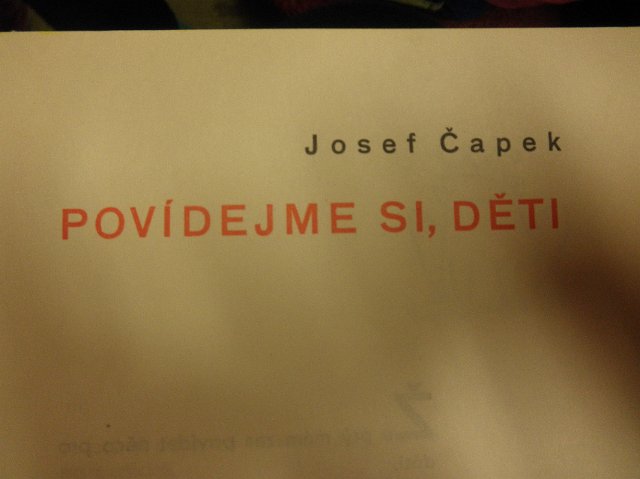 Josef Čapek
POVÍDEJME SI, DĚTI